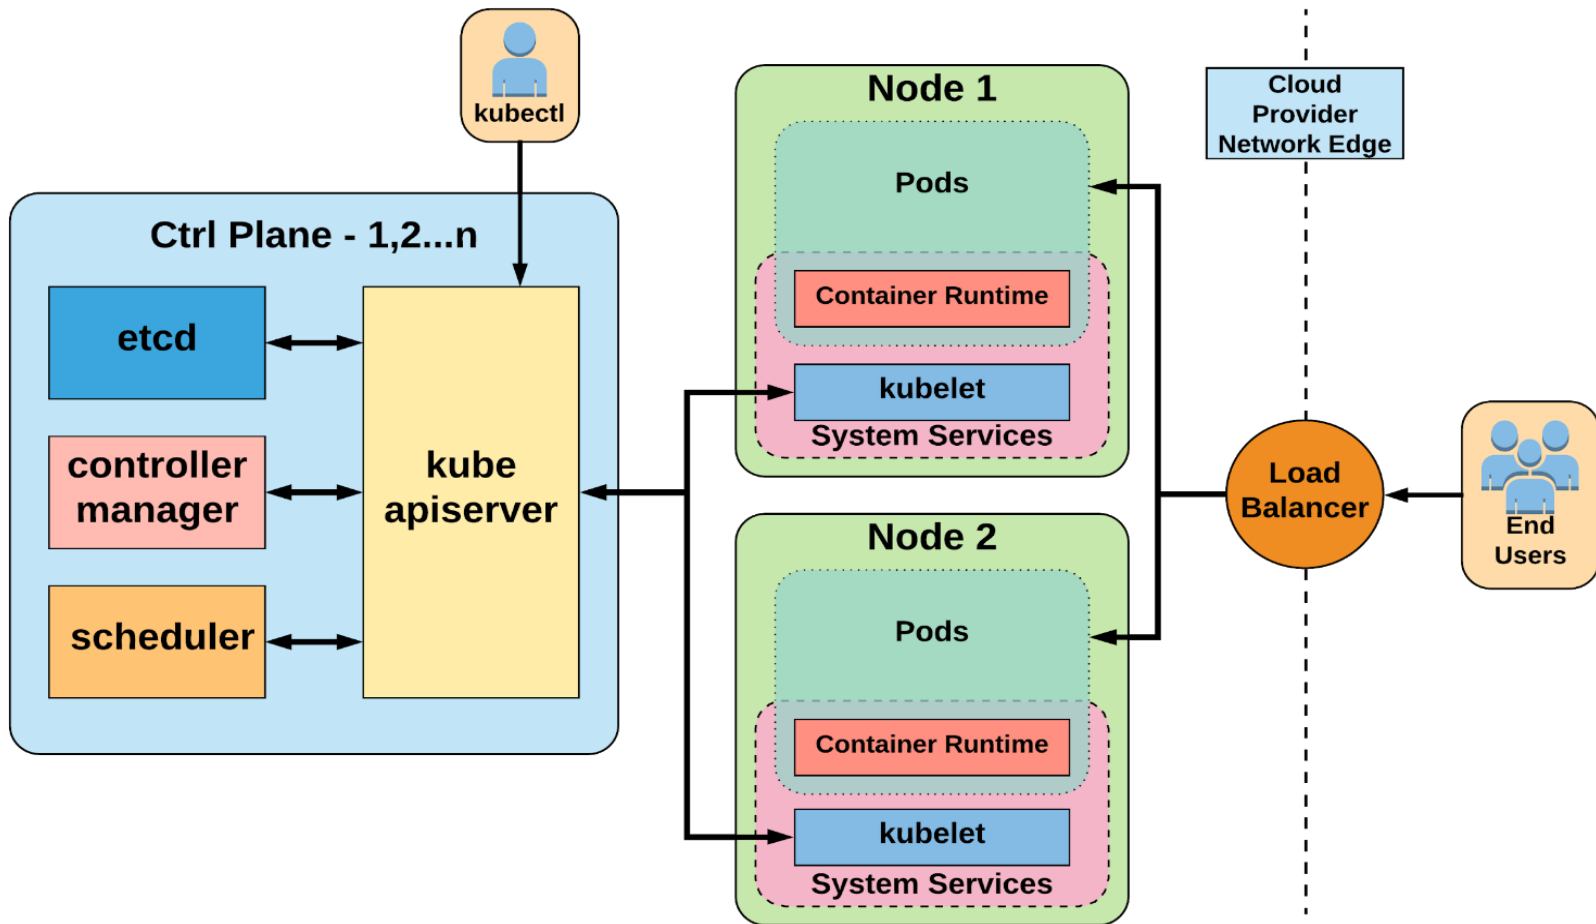 kubectl
Ctrl Plane - 1,2...n
etcd
controller
manager
scheduler
kube
apiserver
Node 1
Pods
Container Runtime
kubelet
System Services
Node 2
Pods
Container Runtime
kubelet
System Services
Cloud
Provider
Network Edge
Load
Balancer
End
Users